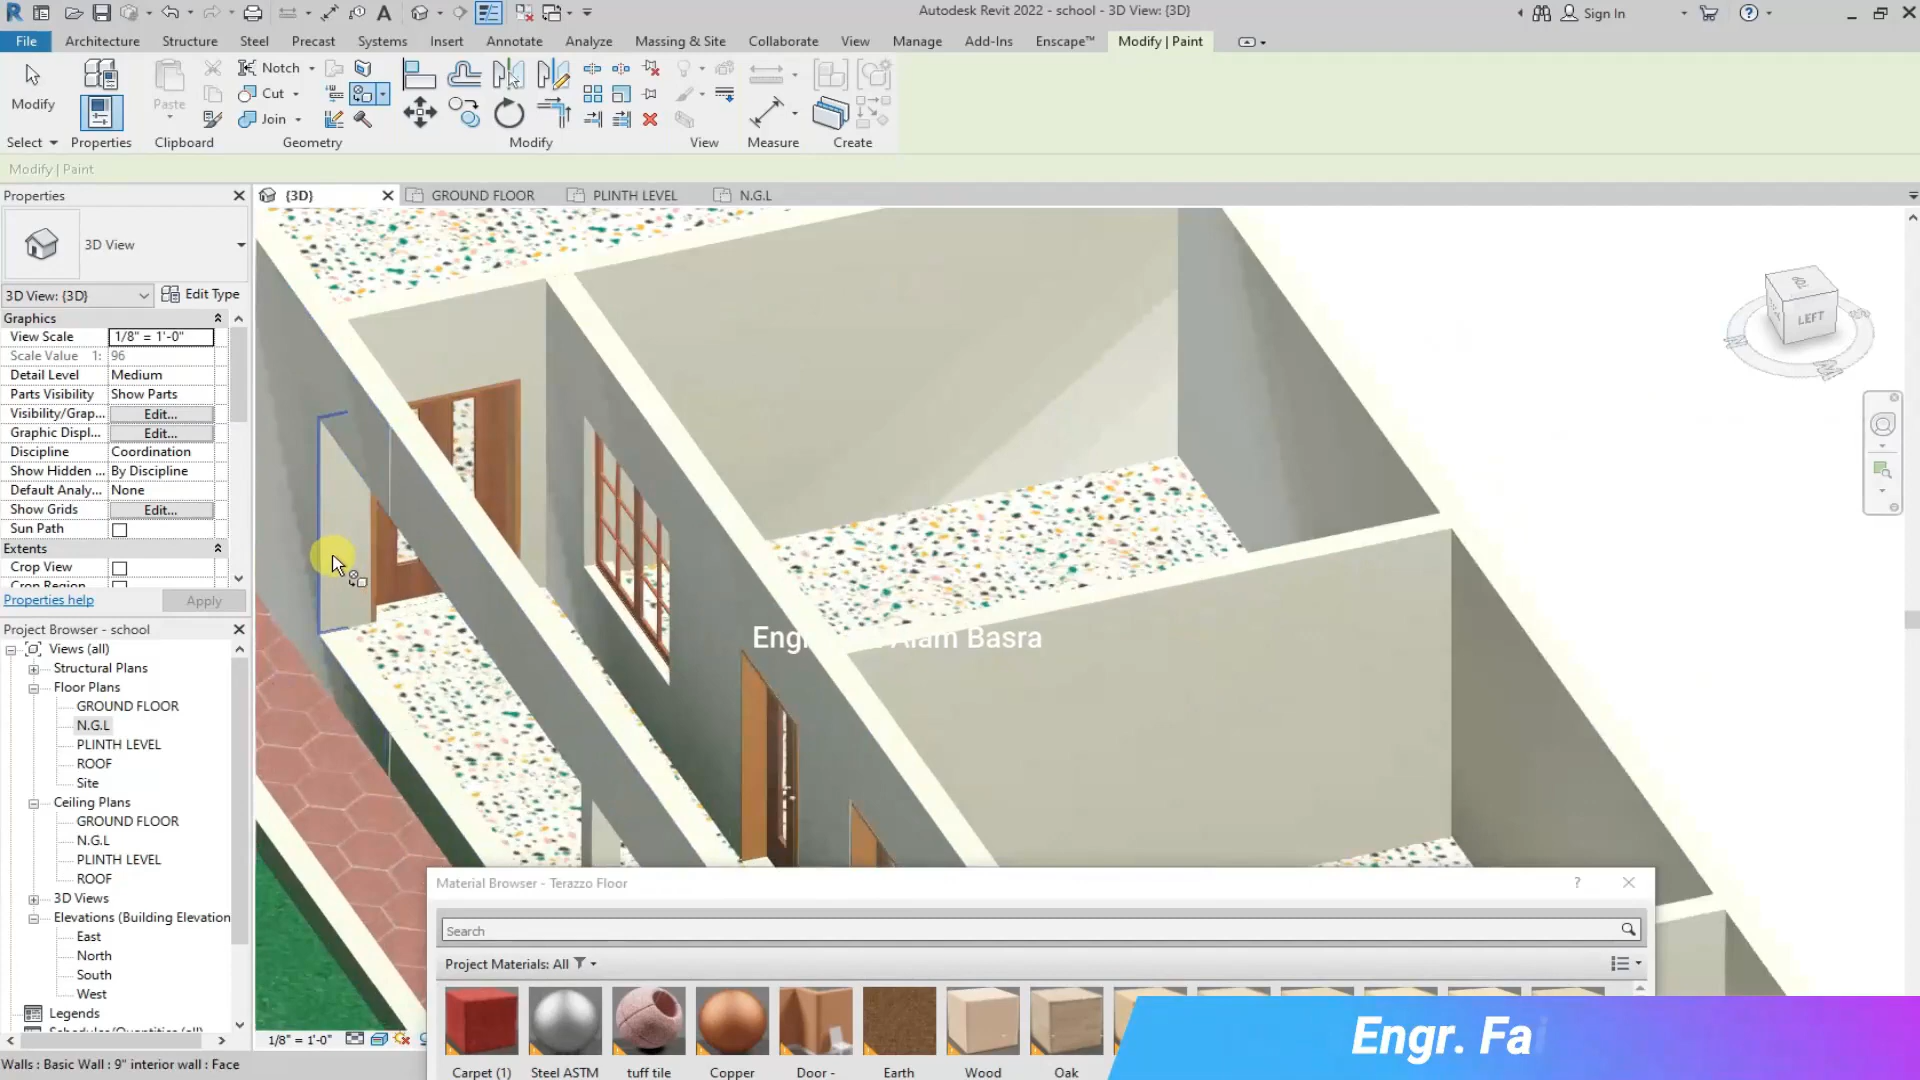 Autodesk Revit 2022 - school - 3D View: {3D}
Sign In
File Architecture Structure Steel Precast Systems Insert Annotate Analyze Massing & Site Collaborate View Manage Add-Ins Enscape™ Modify | Paint
Modify
Paste
Notch
Cut
Join
Select Properties Clipboard Geometry Modify View Measure Create
Modify | Paint
Properties
{3D} GROUND FLOOR PLINTH LEVEL N.G.L
3D View
3D View: {3D} Edit Type
Graphics
View Scale 1/8" = 1'-0"
Scale Value 1: 96
Detail Level Medium
Parts Visibility Show Parts
Visibility/Grap... Edit...
Graphic Displ... Edit...
Discipline Coordination
Show Hidden ... By Discipline
Default Analy... None
Show Grids Edit...
Sun Path
Extents
Crop View
Crop Region
Properties help Apply
Project Browser - school
Views (all)
Structural Plans
Floor Plans
GROUND FLOOR
N.G.L
PLINTH LEVEL
ROOF
Site
Ceiling Plans
GROUND FLOOR
N.G.L
PLINTH LEVEL
ROOF
3D Views
Elevations (Building Elevation
East
North
South
West
Legends
Schedules/Quantities (all)
LEFT
Alam Basra
Material Browser - Terazzo Floor
Search
Project Materials: All
Carpet (1) Steel ASTM tuff tile Copper Door - Earth Wood Oak
1/8" = 1'-0"
Walls : Basic Wall : 9" interior wall : Face
Engr. Fa